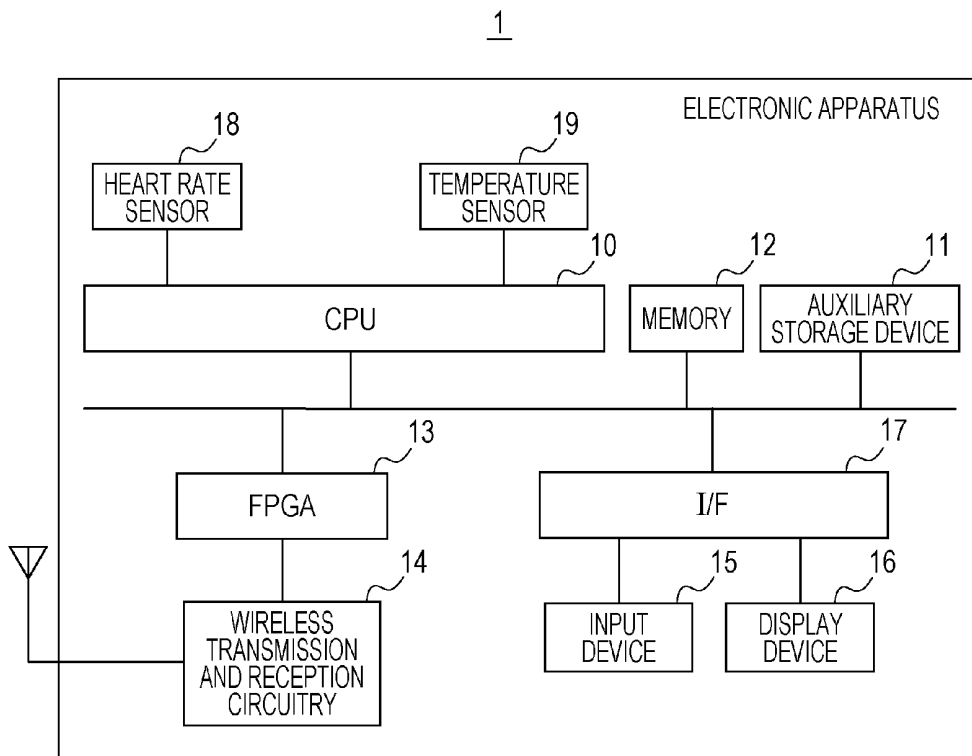 1
ELECTRONIC APPARATUS
18
19
HEART RATE
SENSOR
TEMPERATURE
SENSOR
10
12
11
CPU
MEMORY
AUXILIARY
STORAGE DEVICE
13
17
FPGA
I/F
14
15
16
WIRELESS
TRANSMISSION
AND RECEPTION
CIRCUITRY
INPUT
DEVICE
DISPLAY
DEVICE